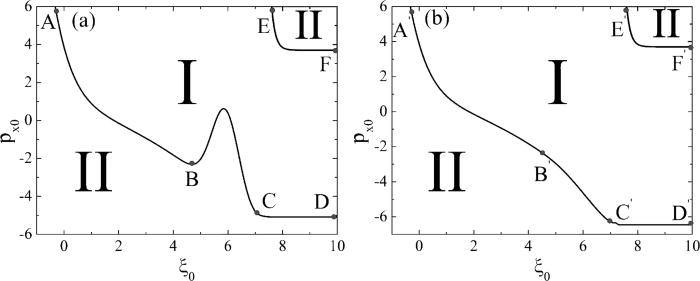 A (a) E II
6
4 F
2 I
p_x0 0
-2 II B
-4 C D
-6
0 2 4 6 8 10
ξ_0
A' (b) E' II
6
4 F'
2 I
p_x0 0
-2 II B'
-4
-6 C' D'
0 2 4 6 8 10
ξ_0